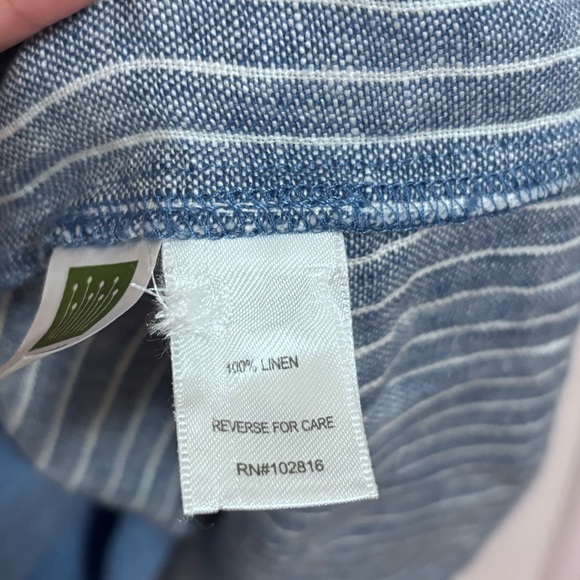 100% LINEN
REVERSE FOR CARE
RN#102816